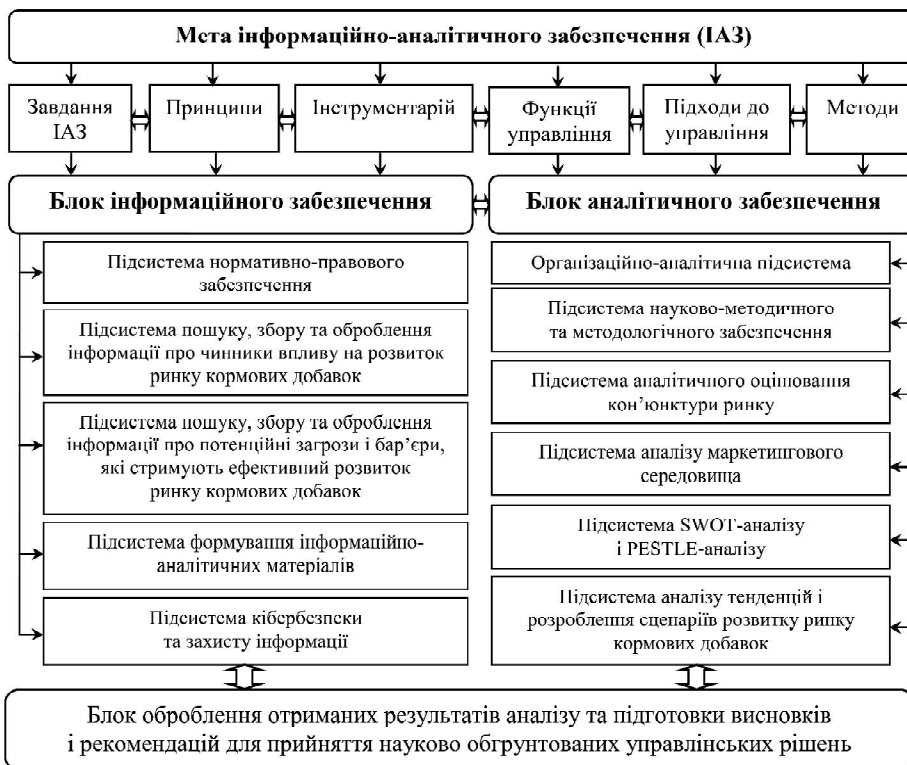 Мета інформаційно-аналітичного забезпечення (ІАЗ)
Завдання
ІАЗ
Принципи
Інструментарій
Функції
управління
Підходи до
управління
Методи
Блок інформаційного забезпечення
Блок аналітичного забезпечення
Підсистема нормативно-правового
забезпечення
Підсистема пошуку, збору та оброблення
інформації про чинники впливу на розвиток
ринку кормових добавок
Підсистема пошуку, збору та оброблення
інформації про потенційні загрози і бар’єри,
які стримують ефективний розвиток
ринку кормових добавок
Підсистема формування інформаційно-
аналітичних матеріалів
Підсистема кібербезпеки
та захисту інформації
Організаційно-аналітична підсистема
Підсистема науково-методичного
та методологічного забезпечення
Підсистема аналітичного оцінювання
кон’юнктури ринку
Підсистема аналізу маркетингового
середовища
Підсистема SWOT-аналізу
і PESTLE-аналізу
Підсистема аналізу тенденцій і
розроблення сценаріїв розвитку ринку
кормових добавок
Блок оброблення отриманих результатів аналізу та підготовки висновків
і рекомендацій для прийняття науково обгрунтованих управлінських рішень